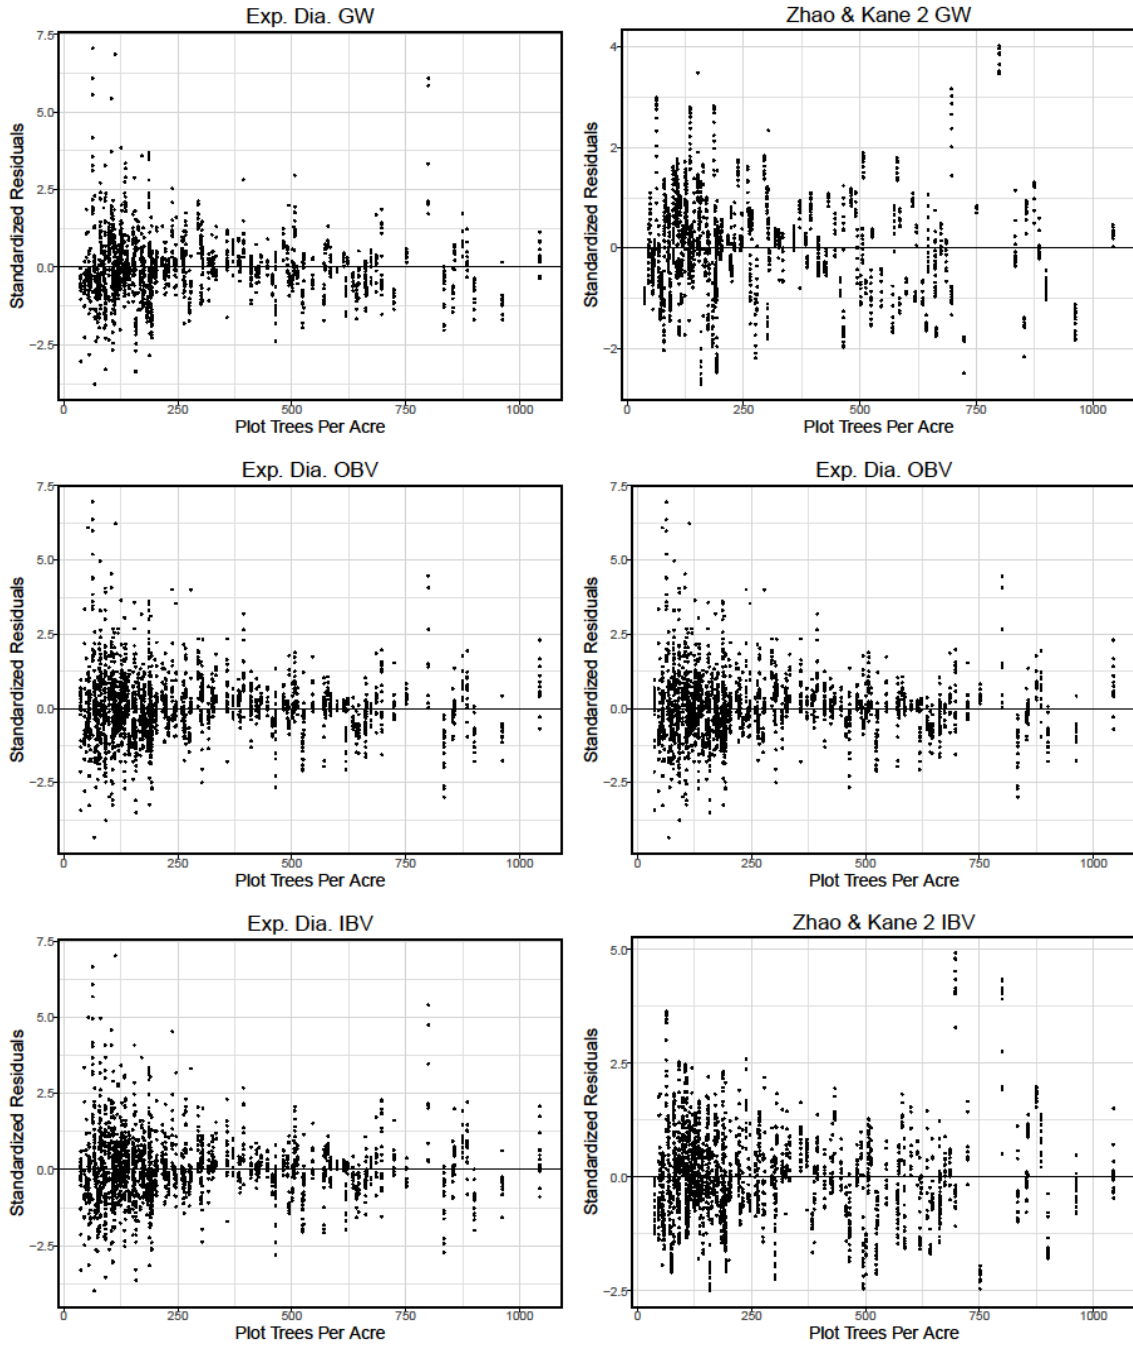 Exp. Dia. GW
7.5
5.0
2.5
0.0
−2.5
Standardized Residuals
0 250 500 750 1000
Plot Trees Per Acre
Zhao & Kane 2 GW
4
2
0
−2
Standardized Residuals
0 250 500 750 1000
Plot Trees Per Acre
Exp. Dia. OBV
7.5
5.0
2.5
0.0
−2.5
Standardized Residuals
0 250 500 750 1000
Plot Trees Per Acre
Exp. Dia. OBV
7.5
5.0
2.5
0.0
−2.5
Standardized Residuals
0 250 500 750 1000
Plot Trees Per Acre
Exp. Dia. IBV
7.5
5.0
2.5
0.0
−2.5
Standardized Residuals
0 250 500 750 1000
Plot Trees Per Acre
Zhao & Kane 2 IBV
5.0
2.5
0.0
−2.5
Standardized Residuals
0 250 500 750 1000
Plot Trees Per Acre